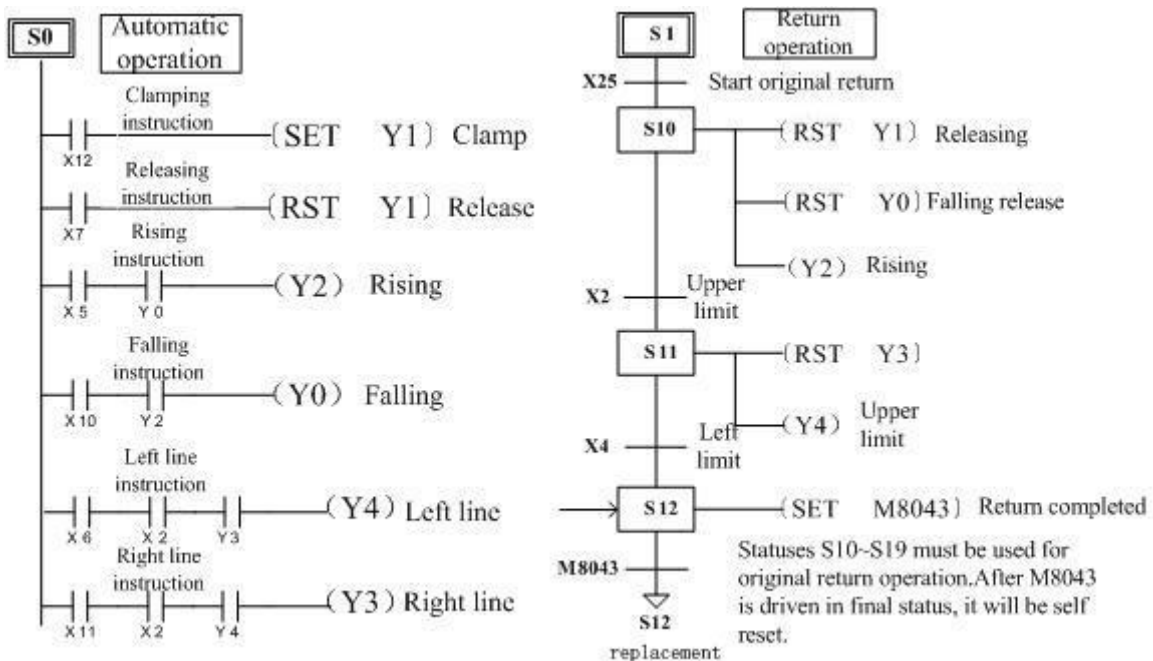 S0
Automatic
operation
Clamping
instruction
X12
(SET Y1) Clamp
Releasing
instruction
X7
(RST Y1) Release
Rising
instruction
X5 Y0
(Y2) Rising
Falling
instruction
X10 Y2
(Y0) Falling
Left line
instruction
X6 X2 Y3
(Y4) Left line
Right line
instruction
X11 X2 Y4
(Y3) Right line
S1
Return
operation
X25 Start original return
S10
(RST Y1) Releasing
(RST Y0) Falling release
(Y2) Rising
X2 Upper
limit
S11
(RST Y3)
(Y4) Upper
limit
X4 Left
limit
S12
(SET M8043) Return completed
M8043
S12
replacement
Statuses S10~S19 must be used for
original return operation.After M8043
is driven in final status, it will be self
reset.